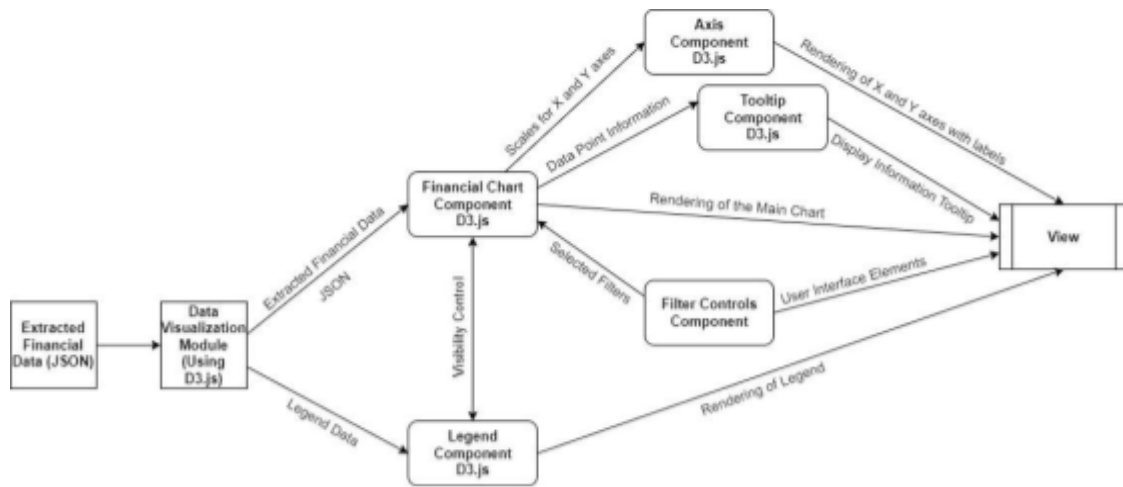 Axis
Component
D3.js
Scales for X and Y axes
Rendering of X and Y axes with labels
Tooltip
Component
D3.js
Data Point Information
Display Information Tooltip
Financial Chart
Component
D3.js
Rendering of the Main Chart
View
Extracted Financial Data
JSON
Selected Filters
User Interface Elements
Filter Controls
Component
Extracted
Financial
Data (JSON)
Data
Visualization
Module
(Using
D3.js)
Visibility Control
Legend Data
Rendering of Legend
Legend
Component
D3.js